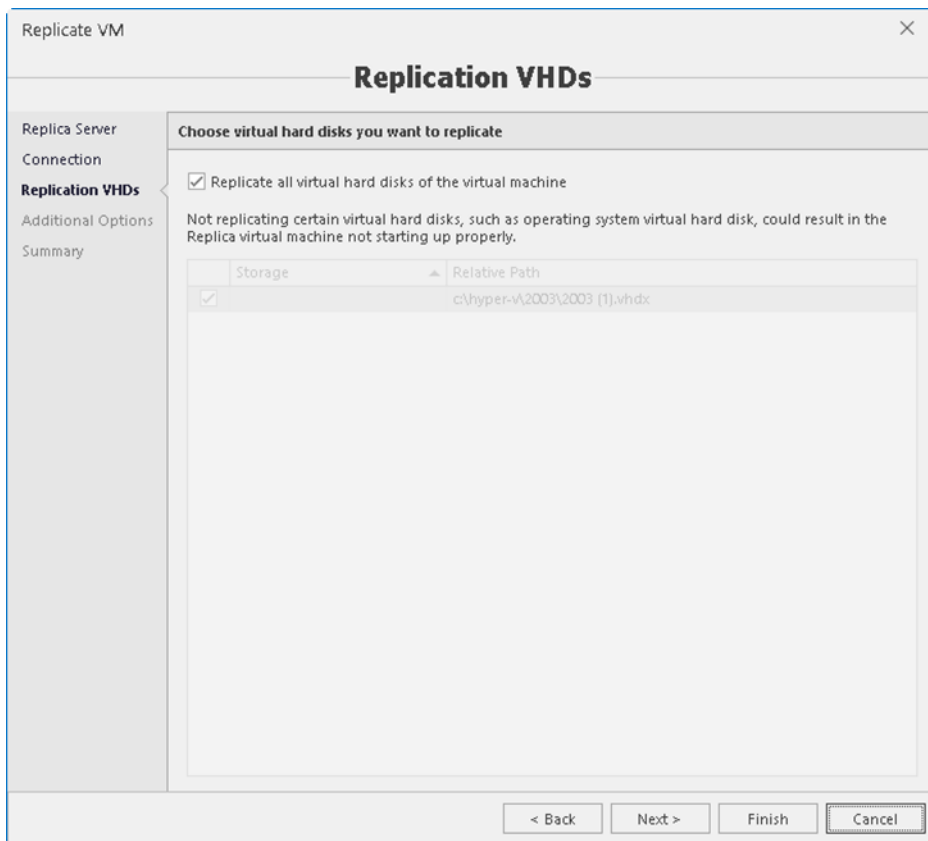 Replicate VM
Replication VHDs
Replica Server
Connection
Replication VHDs
Additional Options
Summary
Choose virtual hard disks you want to replicate
Replicate all virtual hard disks of the virtual machine
Not replicating certain virtual hard disks, such as operating system virtual hard disk, could result in the
Replica virtual machine not starting up properly.
Storage Relative Path
c:\hyper-v\2003\2003 (1).vhdx
< Back Next > Finish Cancel